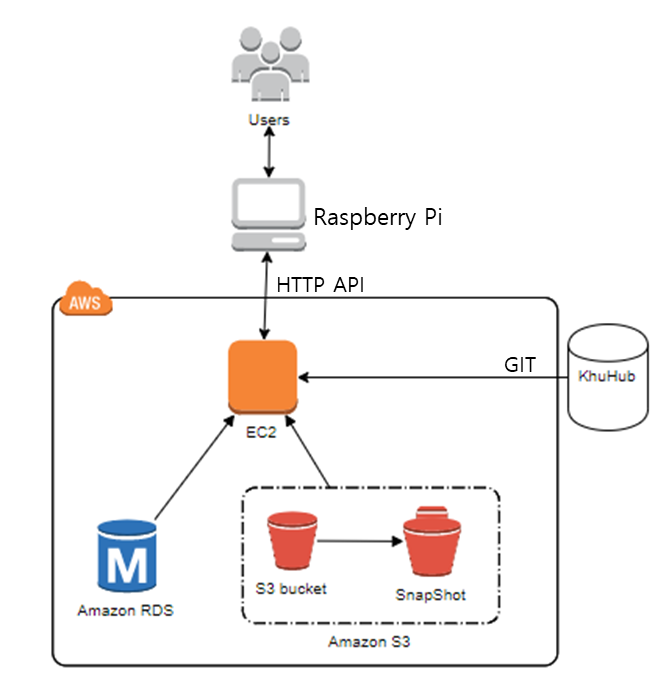 Users
Raspberry Pi
HTTP API
AWS
GIT
KhuHub
EC2
M
S3 bucket
SnapShot
Amazon RDS
Amazon S3